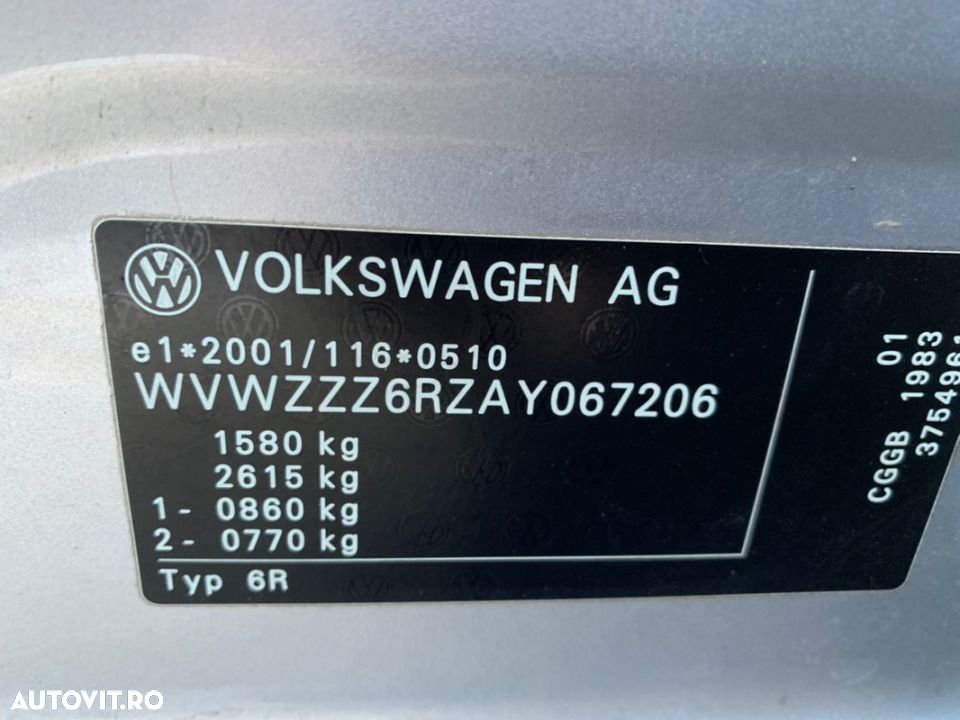 VOLKSWAGEN AG
e1*2001/116*0510
WVWZZZ6RZAY067206
1580 kg
2615 kg
1- 0860 kg
2- 0770 kg
Typ 6R
01
CGGB 1983
3754961
AUTOVIT.RO